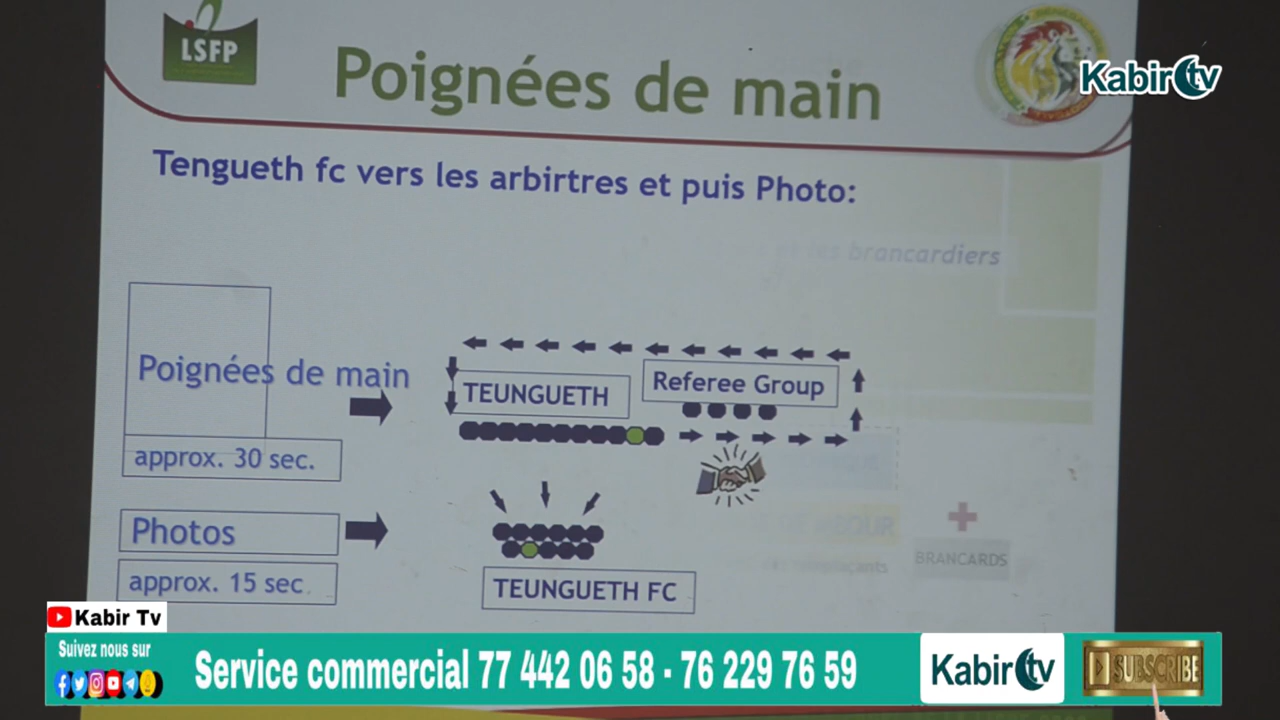 LSFP
Poignées de main
Kabir tv
Tengueth fc vers les arbirtres et puis Photo:
brancardiers
Poignées de main
TEUNGUETH
Referee Group
approx. 30 sec.
Photos
BRANCARDS
approx. 15 sec.
TEUNGUETH FC
Kabir Tv
Suivez nous sur
Service commercial 77 442 06 58 - 76 229 76 59
Kabir tv
SUBSCRIBE